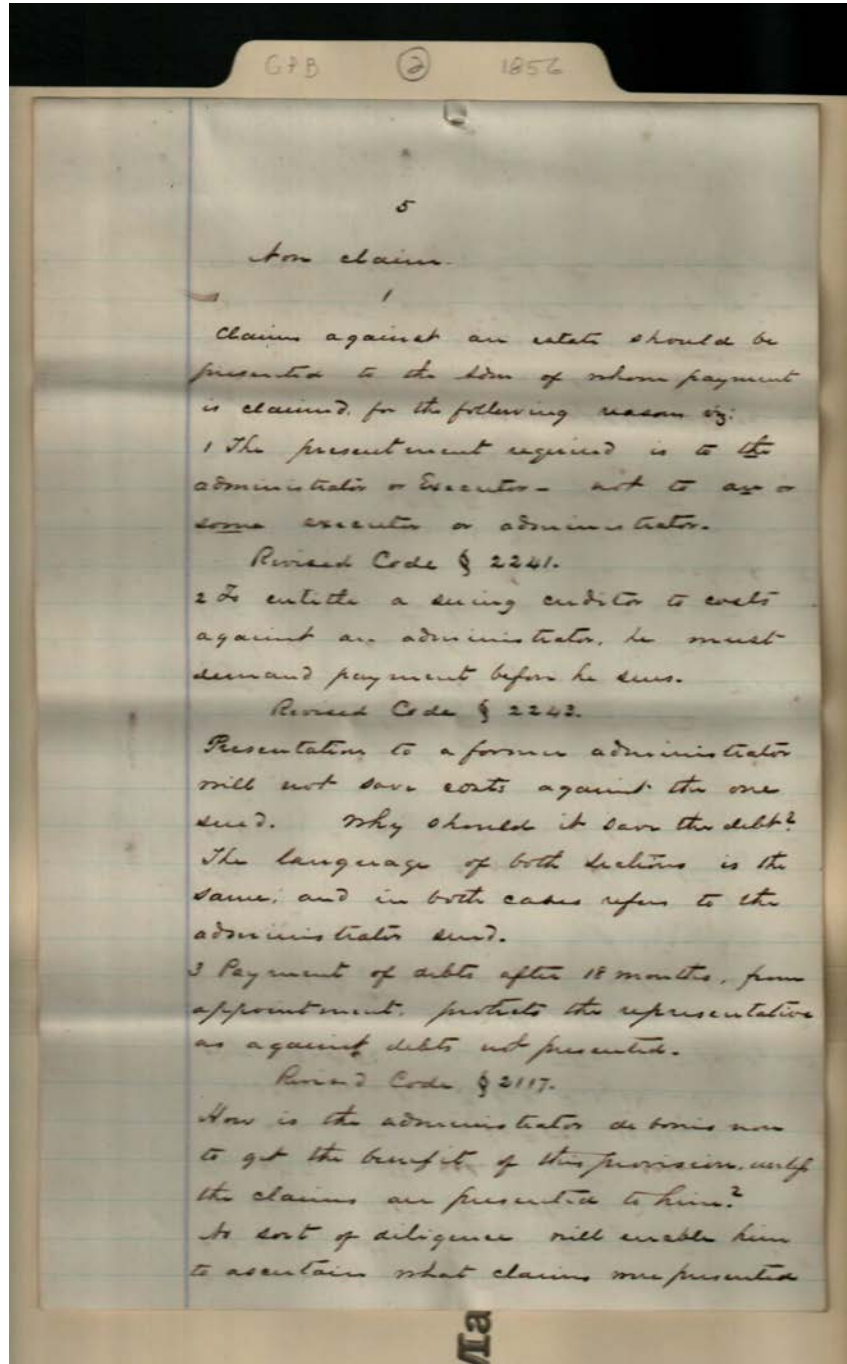 GPB 2 1856
5
Non claim.
1
Claims against an estate should be
presented to the Adm of whom payment
is claimed, for the following reasons viz:
1 The presentment required is to the
administrator or Executor - not to an or
some executor or administrator.
Revised Code § 2241.
2 To entitle a suing creditor to costs
against an administrator, he must
demand payment before he sues.
Revised Code § 2243.
Presentation to a former administrator
will not save costs against the one
sued. Why should it save the debt?
The language of both sections is the
same; and in both cases refers to the
administrator sued.
3 Payment of debts after 18 months, from
appointment, protects the representative
as against debts not presented.
Revised Code § 2117.
How is the administrator de bonis non
to get the benefit of this provision, unless
the claims are presented to him?
No sort of diligence will enable him
to ascertain what claims were presented